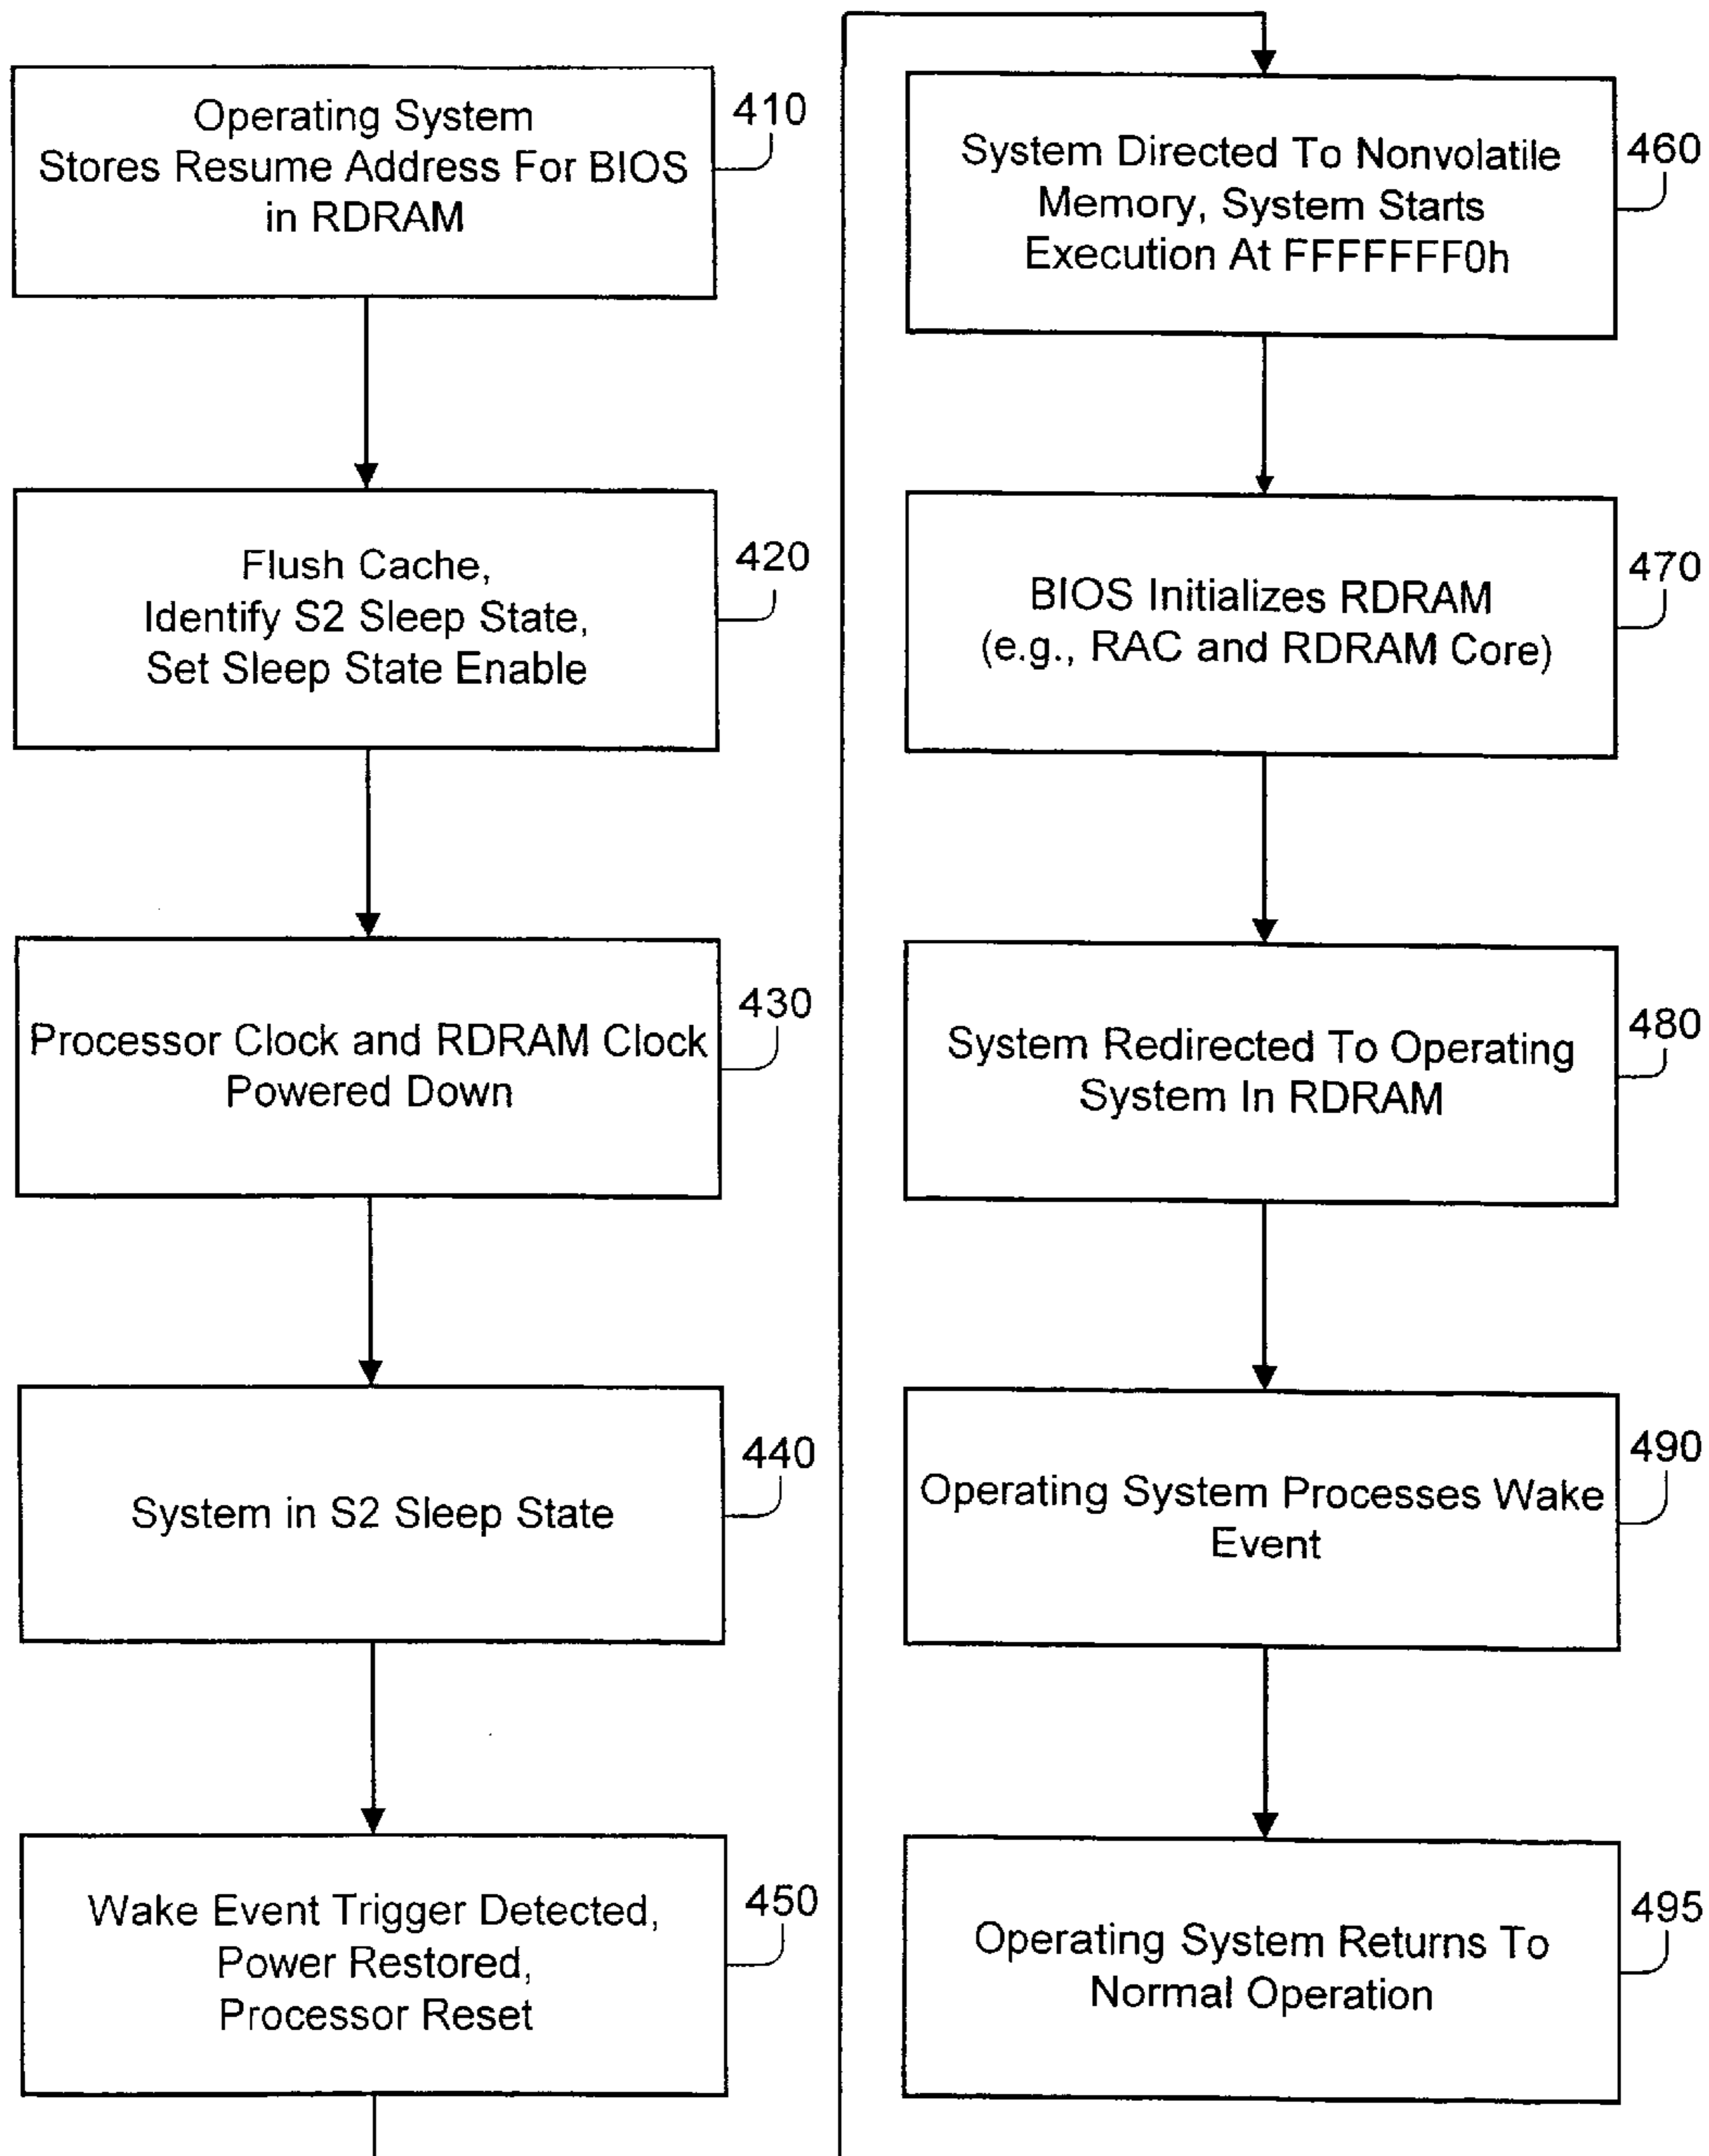 Operating System
Stores Resume Address For BIOS
in RDRAM
410
Flush Cache,
Identify S2 Sleep State,
Set Sleep State Enable
420
Processor Clock and RDRAM Clock
Powered Down
430
System in S2 Sleep State
440
Wake Event Trigger Detected,
Power Restored,
Processor Reset
450
System Directed To Nonvolatile
Memory, System Starts
Execution At FFFFFFF0h
460
BIOS Initializes RDRAM
(e.g., RAC and RDRAM Core)
470
System Redirected To Operating
System In RDRAM
480
Operating System Processes Wake
Event
490
Operating System Returns To
Normal Operation
495